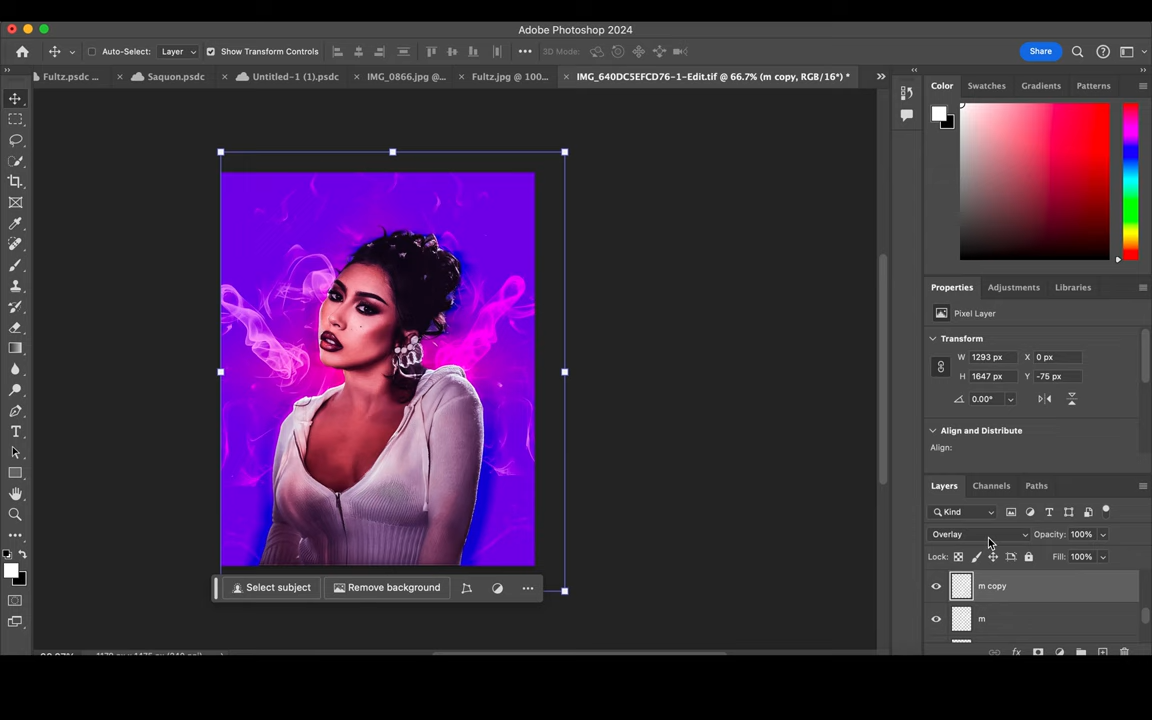 Adobe Photoshop 2024
Auto-Select: Layer Show Transform Controls 3D Mode: Share
Fultz.psdc ... Saquon.psdc Untitled-1 (1).psdc IMG_0866.jpg @... Fultz.jpg @ 100... IMG_640DC5EFCD76-1-Edit.tif @ 66.7% (m copy, RGB/16*) *
Color Swatches Gradients Patterns
Properties Adjustments Libraries
Pixel Layer
Transform
W 1293 px X 0 px
H 1647 px Y -75 px
0.00°
Align and Distribute
Align:
Layers Channels Paths
Kind
Overlay Opacity: 100%
Lock: Fill: 100%
m copy
m
Select subject Remove background